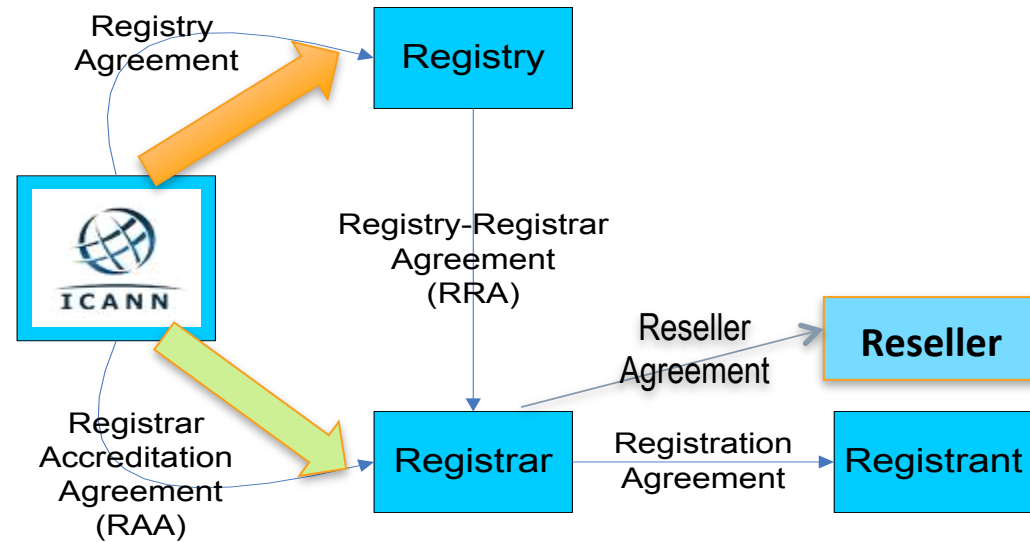 Registry
Agreement
Registry
ICANN
Registry-Registrar
Agreement
(RRA)
Reseller
Agreement
Reseller
Registrar
Accreditation
Agreement
(RAA)
Registrar
Registration
Agreement
Registrant